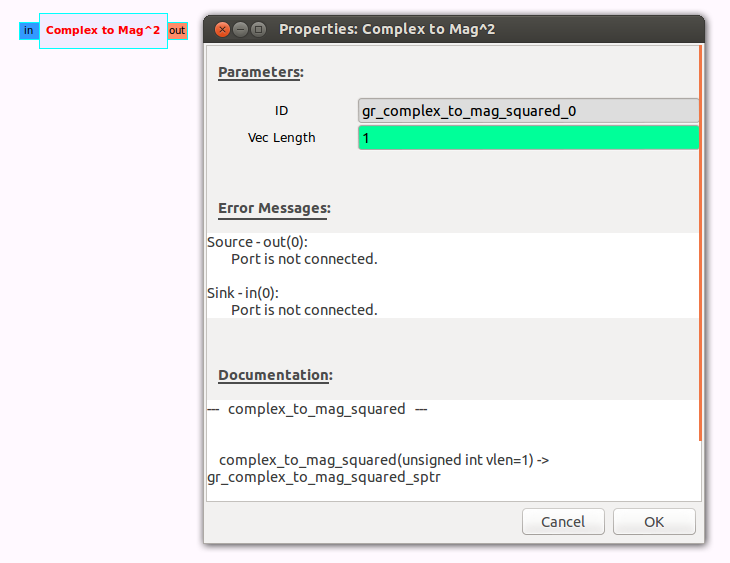 in Complex to Mag^2 out
Properties: Complex to Mag^2
Parameters:
ID gr_complex_to_mag_squared_0
Vec Length 1
Error Messages:
Source - out(0):
Port is not connected.
Sink - in(0):
Port is not connected.
Documentation:
--- complex_to_mag_squared ---
complex_to_mag_squared(unsigned int vlen=1) ->
gr_complex_to_mag_squared_sptr
Cancel OK